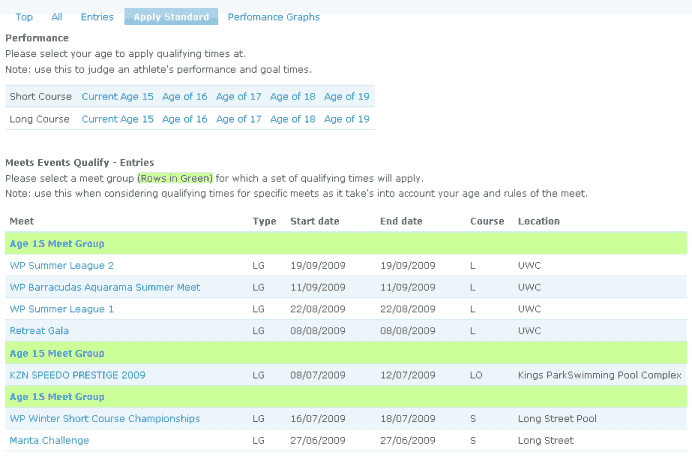 Top All Entries Apply Standard Perfomance Graphs
Performance
Please select your age to apply qualifying times at.
Note: use this to judge an athlete's performance and goal times.
Short Course Current Age 15 Age of 16 Age of 17 Age of 18 Age of 19
Long Course Current Age 15 Age of 16 Age of 17 Age of 18 Age of 19
Meets Events Qualify - Entries
Please select a meet group (Rows in Green) for which a set of qualifying times will apply.
Note: use this when considering qualifying times for specific meets as it take's into account your age and rules of the meet.
Meet Type Start date End date Course Location
Age 15 Meet Group
WP Summer League 2 LG 19/09/2009 19/09/2009 L UWC
WP Barracudas Aquarama Summer Meet LG 11/09/2009 11/09/2009 L UWC
WP Summer League 1 LG 22/08/2009 22/08/2009 L UWC
Retreat Gala LG 08/08/2009 08/08/2009 L UWC
Age 15 Meet Group
KZN SPEEDO PRESTIGE 2009 LG 08/07/2009 12/07/2009 LO Kings ParkSwimming Pool Complex
Age 15 Meet Group
WP Winter Short Course Championships LG 16/07/2009 18/07/2009 S Long Street Pool
Manta Challenge LG 27/06/2009 27/06/2009 S Long Street